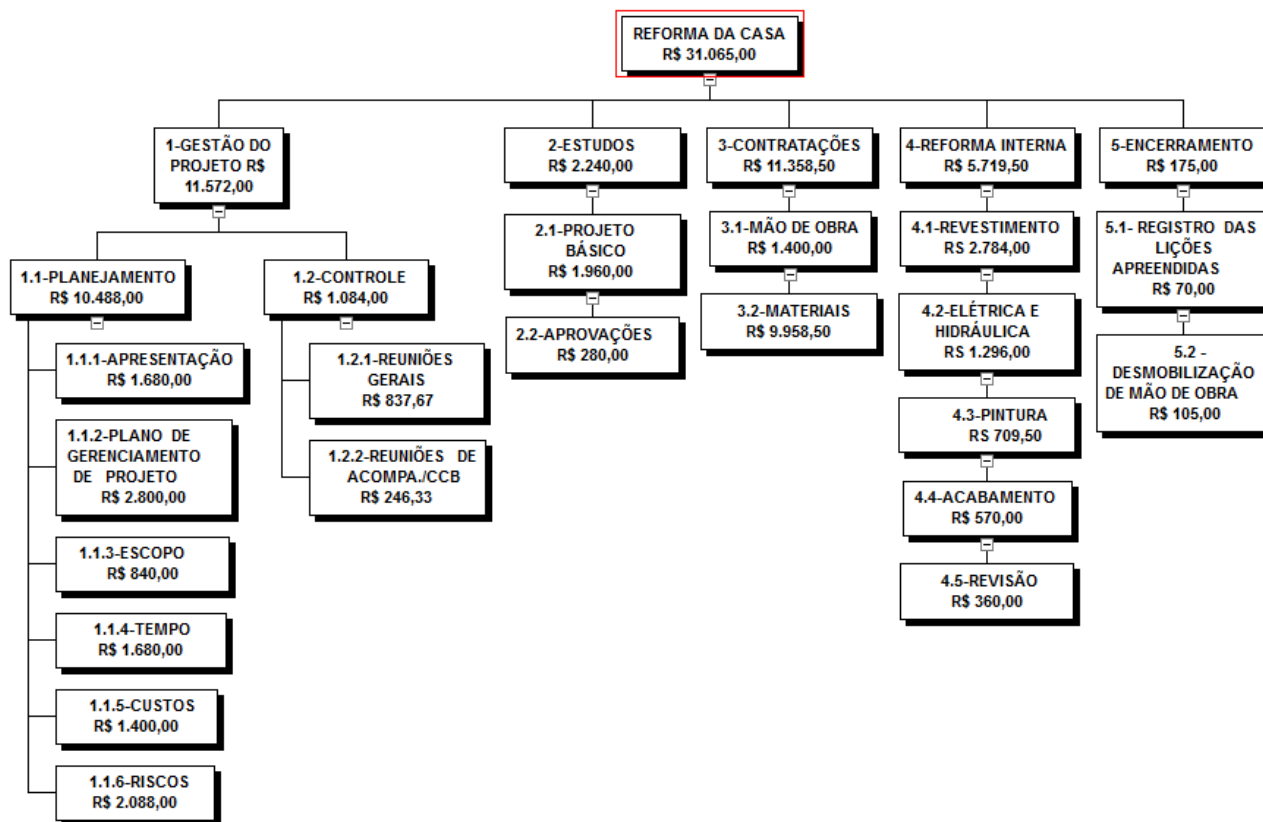 REFORMA DA CASA
R$ 31.065,00
1-GESTÃO DO
PROJETO R$
11.572,00
2-ESTUDOS
R$ 2.240,00
3-CONTRATAÇÕES
R$ 11.358,50
4-REFORMA INTERNA
R$ 5.719,50
5-ENCERRAMENTO
R$ 175,00
1.1-PLANEJAMENTO
R$ 10.488,00
1.1.1-APRESENTAÇÃO
R$ 1.680,00
1.1.2-PLANO DE
GERENCIAMENTO
DE PROJETO
R$ 2.800,00
1.1.3-ESCOPO
R$ 840,00
1.1.4-TEMPO
R$ 1.680,00
1.1.5-CUSTOS
R$ 1.400,00
1.1.6-RISCOS
R$ 2.088,00
1.2-CONTROLE
R$ 1.084,00
1.2.1-REUNIÕES
GERAIS
R$ 837,67
1.2.2-REUNIÕES DE
ACOMPA./CCB
R$ 246,33
2.1-PROJETO
BÁSICO
R$ 1.960,00
2.2-APROVAÇÕES
R$ 280,00
3.1-MÃO DE OBRA
R$ 1.400,00
3.2-MATERIAIS
R$ 9.958,50
4.1-REVESTIMENTO
RS 2.784,00
4.2-ELÉTRICA E
HIDRÁULICA
RS 1.296,00
4.3-PINTURA
RS 709,50
4.4-ACABAMENTO
R$ 570,00
4.5-REVISÃO
R$ 360,00
5.1- REGISTRO DAS
LIÇÕES
APREENDIDAS
R$ 70,00
5.2 -
DESMOBILIZAÇÃO
DE MÃO DE OBRA
R$ 105,00